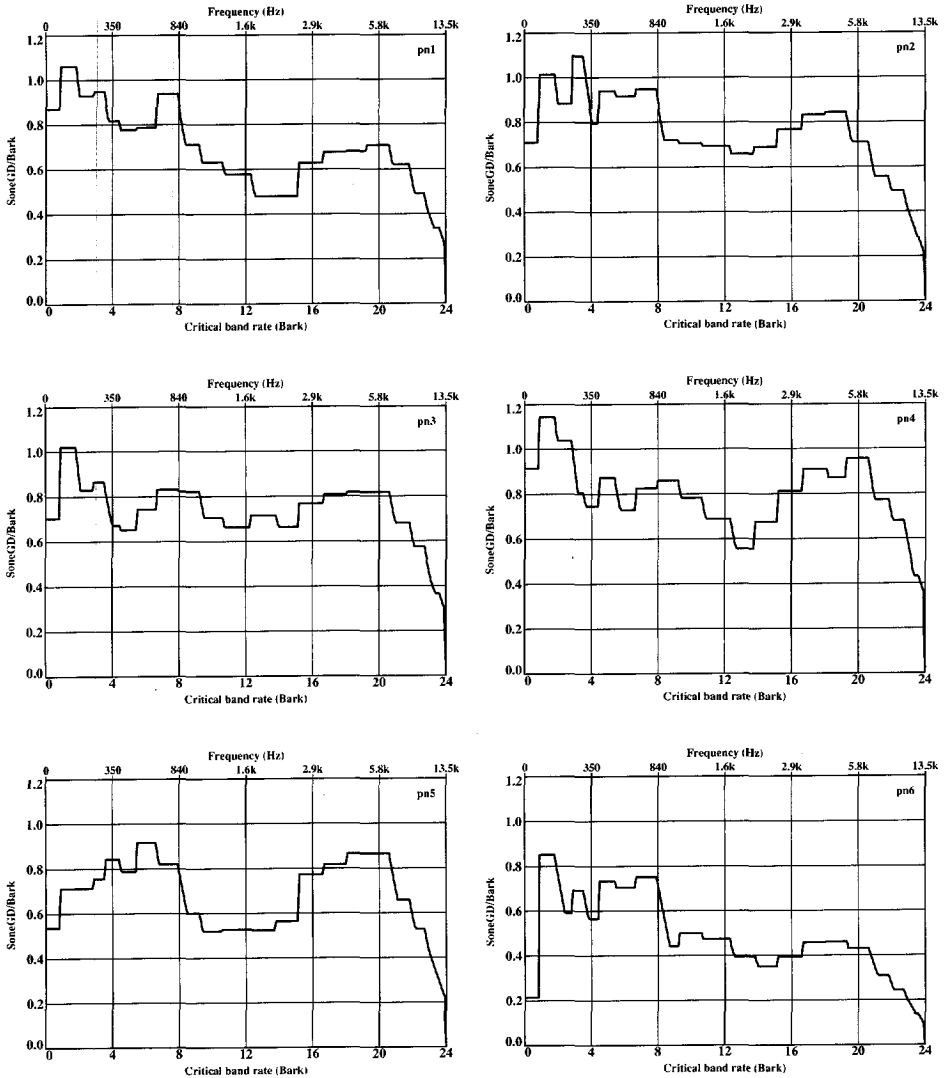 Frequency (Hz)
0 350 840 1.6k 2.9k 5.8k 13.5k
pn1
SoneGD/Bark
1.2
1.0
0.8
0.6
0.4
0.2
0.0
0 4 8 12 16 20 24
Critical band rate (Bark)
Frequency (Hz)
0 350 840 1.6k 2.9k 5.8k 13.5k
pn2
SoneGD/Bark
1.2
1.0
0.8
0.6
0.4
0.2
0.0
0 4 8 12 16 20 24
Critical band rate (Bark)
Frequency (Hz)
0 350 840 1.6k 2.9k 5.8k 13.5k
pn3
SoneGD/Bark
1.2
1.0
0.8
0.6
0.4
0.2
0.0
0 4 8 12 16 20 24
Critical band rate (Bark)
Frequency (Hz)
0 350 840 1.6k 2.9k 5.8k 13.5k
pn4
SoneGD/Bark
1.2
1.0
0.8
0.6
0.4
0.2
0.0
0 4 8 12 16 20 24
Critical band rate (Bark)
Frequency (Hz)
0 350 840 1.6k 2.9k 5.8k 13.5k
pn5
SoneGD/Bark
1.2
1.0
0.8
0.6
0.4
0.2
0.0
0 4 8 12 16 20 24
Critical band rate (Bark)
Frequency (Hz)
0 350 840 1.6k 2.9k 5.8k 13.5k
pn6
SoneGD/Bark
1.2
1.0
0.8
0.6
0.4
0.2
0.0
0 4 8 12 16 20 24
Critical band rate (Bark)